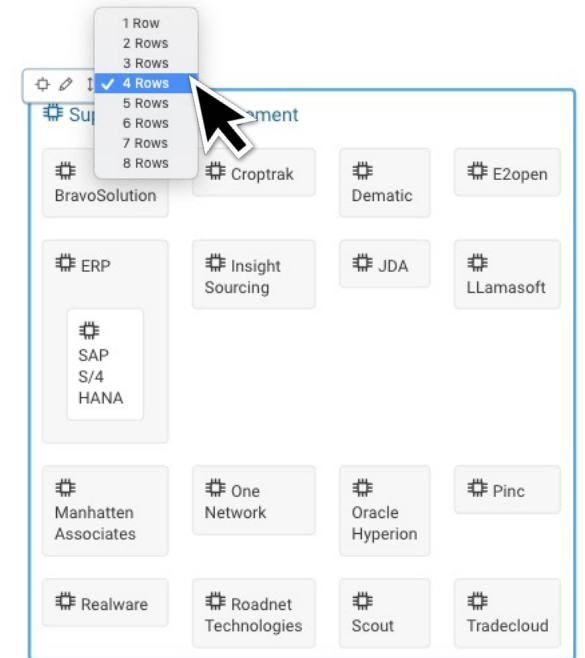 1 Row
2 Rows
3 Rows
4 Rows
5 Rows
6 Rows
7 Rows
8 Rows
BravoSolution
Croptrak
Dematic
E2open
ERP
SAP
S/4
HANA
Insight
Sourcing
JDA
LLamasoft
Manhatten
Associates
One
Network
Oracle
Hyperion
Pinc
Realware
Roadnet
Technologies
Scout
Tradecloud